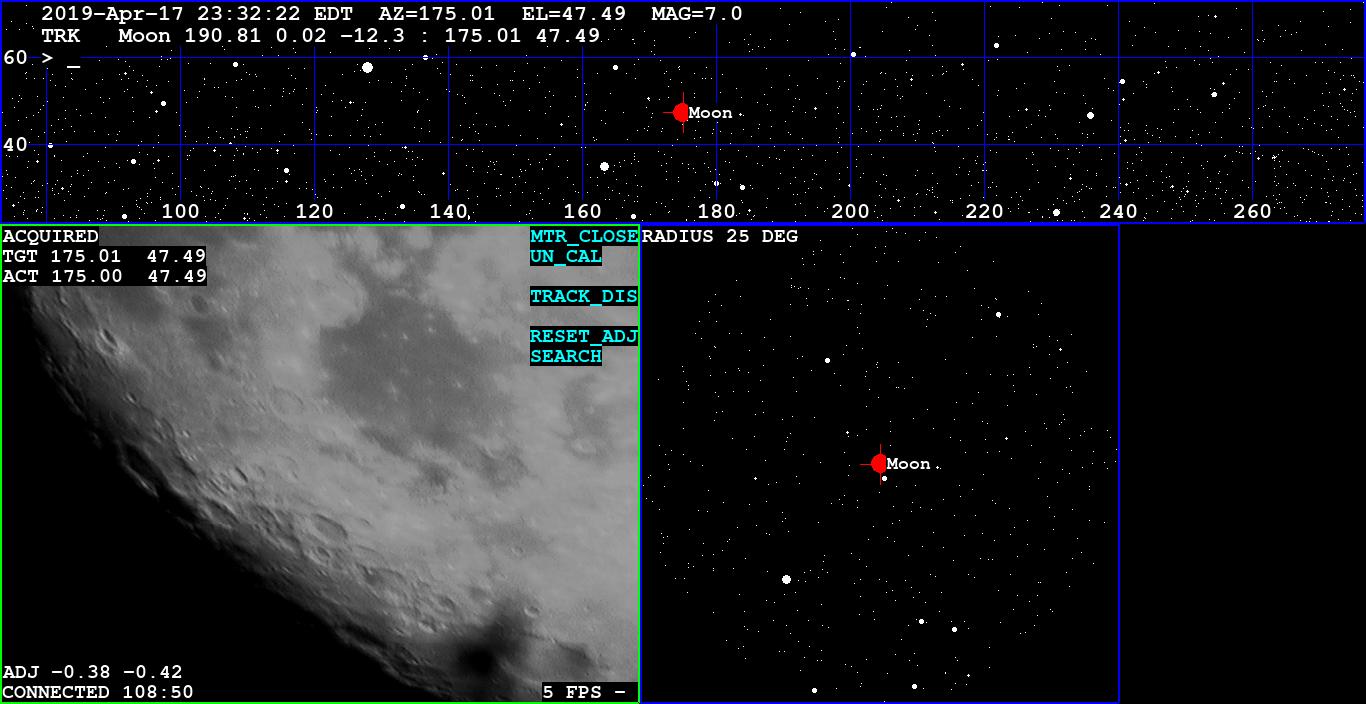 2019-Apr-17 23:32:22 EDT AZ=175.01 EL=47.49 MAG=7.0
TRK Moon 190.81 0.02 -12.3 : 175.01 47.49
60 > _
Moon
40
100 120 140 160 180 200 220 240 260
ACQUIRED
TGT 175.01 47.49
ACT 175.00 47.49
MTR_CLOSE
UN_CAL
TRACK_DIS
RESET_ADJ
SEARCH
ADJ -0.38 -0.42
CONNECTED 108:50
5 FPS -
RADIUS 25 DEG
Moon